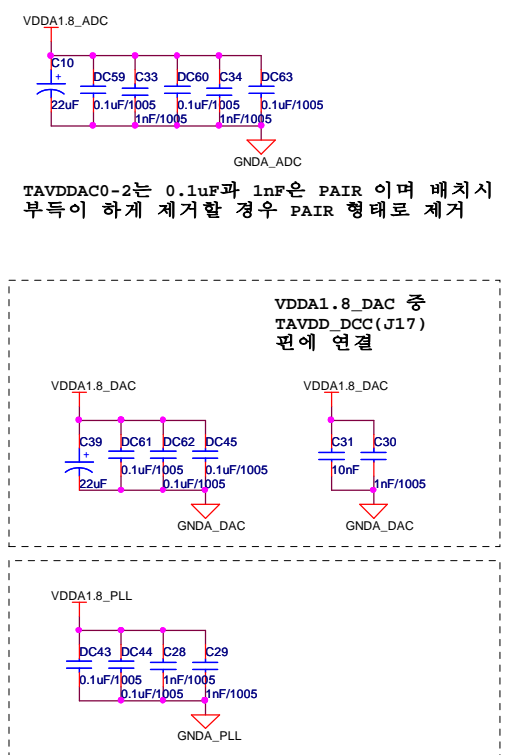 VDDA1.8_ADC
C10 DC59 C33 DC60 C34 DC63
+
22uF 0.1uF/1005 0.1uF/1005 0.1uF/1005
1nF/1005 1nF/1005
GNDA_ADC
TAVDDAC0-2는 0.1uF과 1nF은 PAIR 이며 배치시
부득이 하게 제거할 경우 PAIR 형태로 제거
VDDA1.8_DAC 중
TAVDD_DCC(J17)
핀에 연결
VDDA1.8_DAC
C39 DC61 DC62 DC45
+
0.1uF/1005 0.1uF/1005
22uF 0.1uF/1005
GNDA_DAC
VDDA1.8_DAC
C31 C30
10nF
1nF/1005
GNDA_DAC
VDDA1.8_PLL
DC43 DC44 C28 C29
0.1uF/1005 1nF/1005
0.1uF/1005 1nF/1005
GNDA_PLL